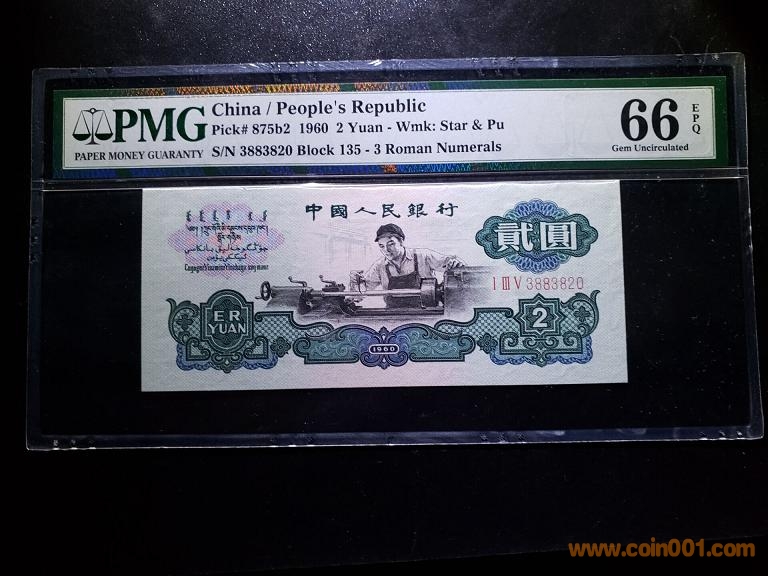 PMG
PAPER MONEY GUARANTY
China / People's Republic
Pick# 875b2 1960 2 Yuan - Wmk: Star & Pu
S/N 3883820 Block 135 - 3 Roman Numerals
66
EPQ
Gem Uncirculated
中國人民銀行
貳圓
I III V 3883820
ER
YUAN
1960
2
www.coin001.com